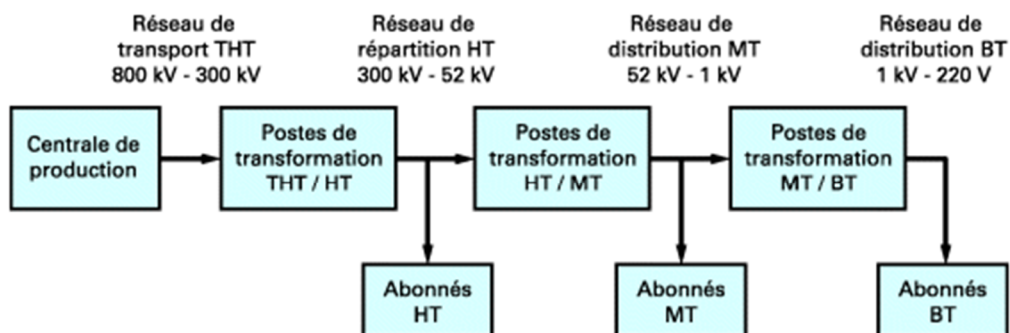 Réseau de
transport THT
800 kV - 300 kV
Réseau de
répartition HT
300 kV - 52 kV
Réseau de
distribution MT
52 kV - 1 kV
Réseau de
distribution BT
1 kV - 220 V
Centrale de
production
Postes de
transformation
THT / HT
Postes de
transformation
HT / MT
Postes de
transformation
MT / BT
Abonnés
HT
Abonnés
MT
Abonnés
BT